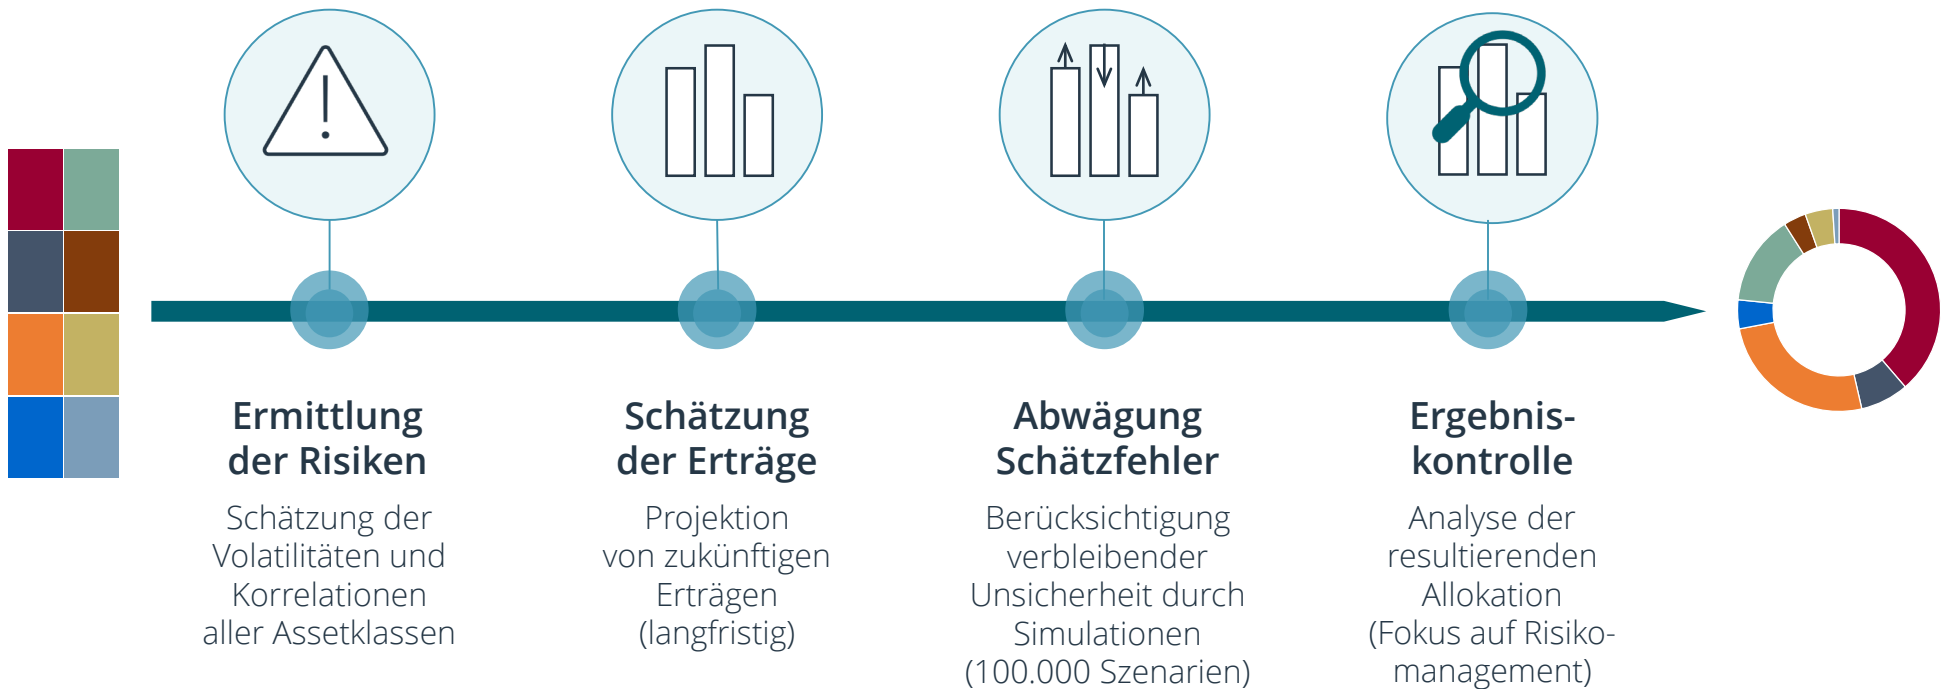 Ermittlung
der Risiken
Schätzung der
Volatilitäten und
Korrelationen
aller Assetklassen
Schätzung
der Erträge
Projektion
von zukünftigen
Erträgen
(langfristig)
Abwägung
Schätzfehler
Berücksichtigung
verbleibender
Unsicherheit durch
Simulationen
(100.000 Szenarien)
Ergebnis-
kontrolle
Analyse der
resultierenden
Allokation
(Fokus auf Risiko-
management)